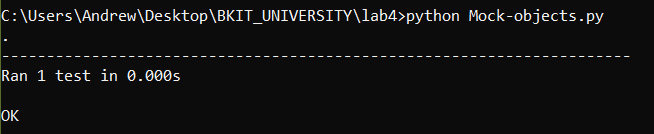 C:\Users\Andrew\Desktop\BKIT_UNIVERSITY\lab4>python Mock-objects.py
.
----------------------------------------------------------------------
Ran 1 test in 0.000s
OK